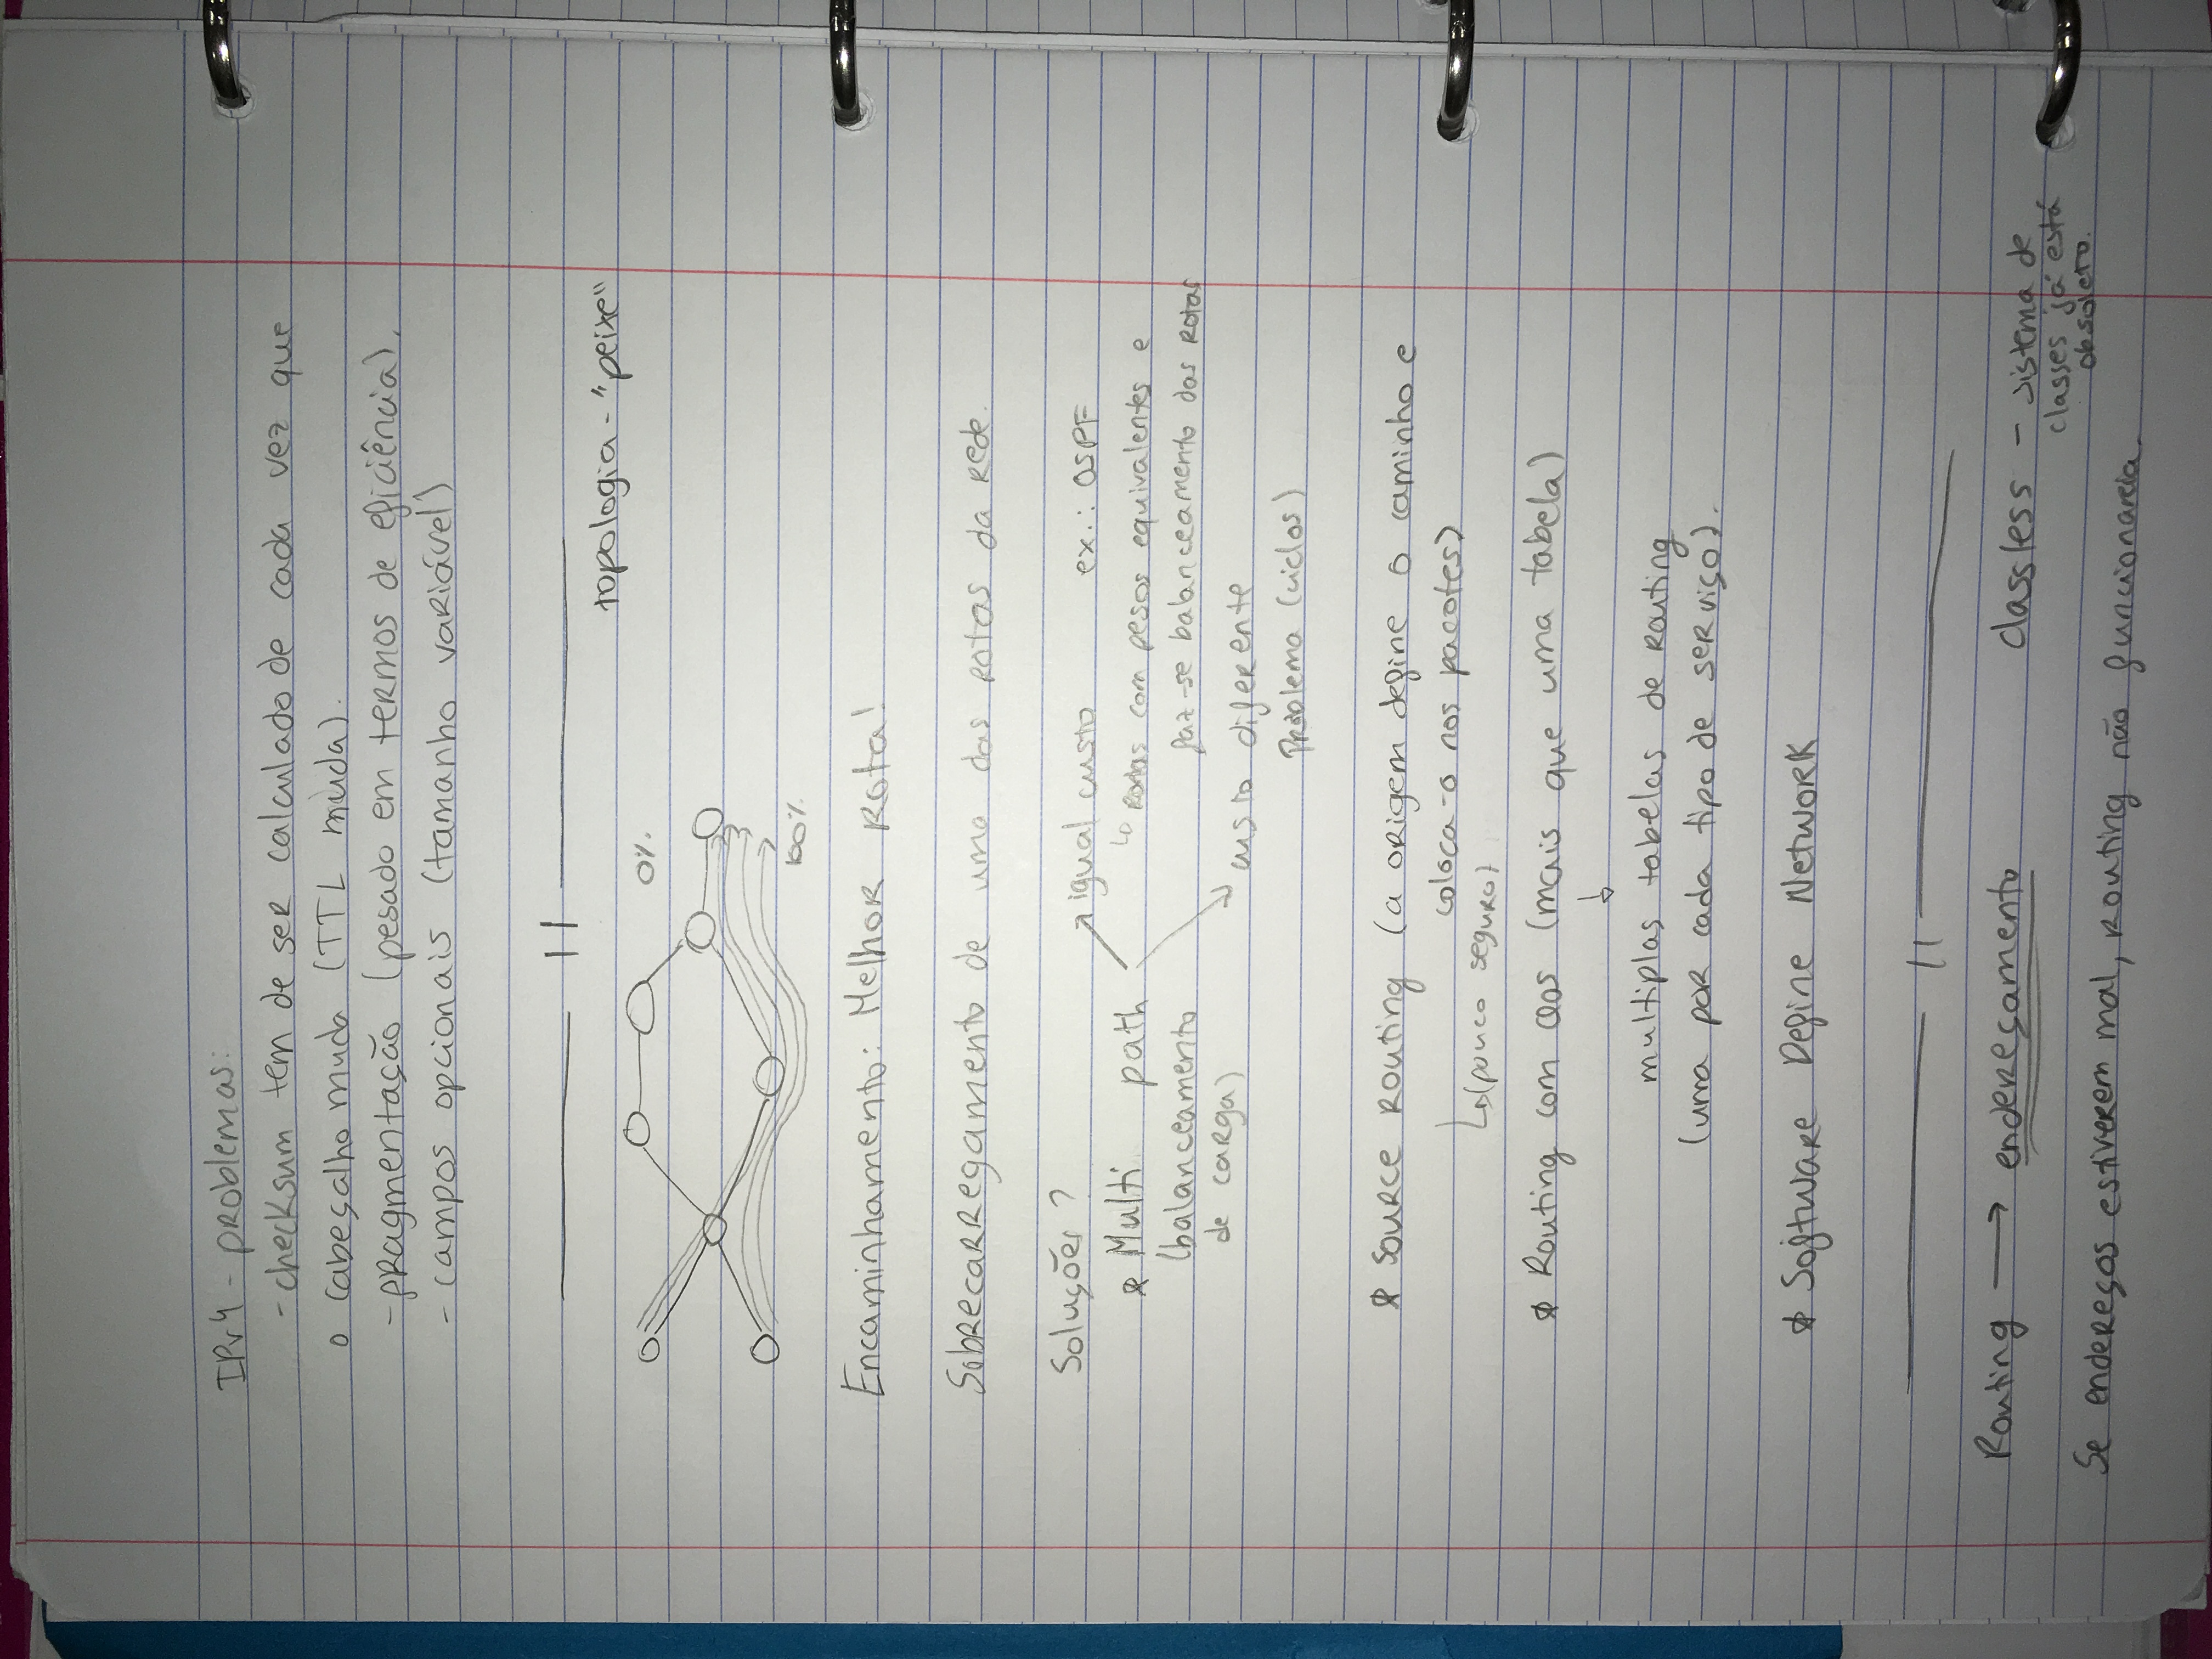 IPv4 - problemas:
- checksum tem de ser calculado de cada vez que
o cabeçalho muda (TTL muda).
- fragmentação (pesado em termos de eficiência).
- campos opcionais (tamanho variável)
topologia - "peixe"
0%
100%
Encaminhamento: Melhor rota!
Sobrecarregamento de uma das rotas da rede.
Soluções?
igual custo ex.: OSPF
* Multi path
↳ Rotas com pesos equivalentes e
(balanceamento
faz-se balanceamento das rotas
de carga)
custo diferente
Problema (ciclos)
* Source routing (a origem define o caminho e
coloca-o nos pacotes)
↳ (pouco seguro)
* Routing com QoS (mais que uma tabela)
↓
multiplas tabelas de routing
(uma por cada tipo de serviço).
* Software Define Network
Routing → endereçamento classless - sistema de
classes já está
obsoleto.
Se endereços estiverem mal, routing não funcionaria.